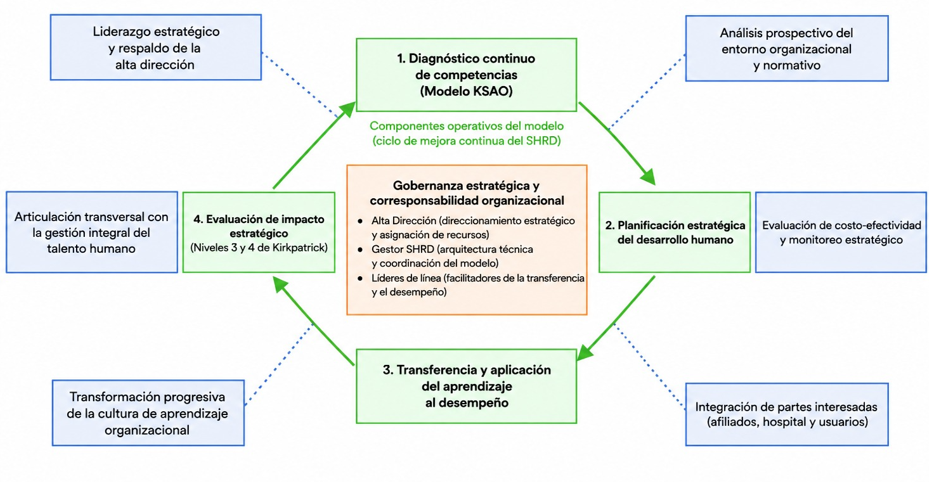 Liderazgo estratégico
y respaldo de la
alta dirección
1. Diagnóstico continuo
de competencias
(Modelo KSAO)
Análisis prospectivo del
entorno organizacional
y normativo
Componentes operativos del modelo
(ciclo de mejora continua del SHRD)
Articulación transversal con
la gestión integral del
talento humano
4. Evaluación de impacto
estratégico
(Niveles 3 y 4 de Kirkpatrick)
Gobernanza estratégica y
corresponsabilidad organizacional
• Alta Dirección (direccionamiento estratégico
y asignación de recursos)
• Gestor SHRD (arquitectura técnica
y coordinación del modelo)
• Líderes de línea (facilitadores de la transferencia
y el desempeño)
2. Planificación estratégica
del desarrollo humano
Evaluación de costo-efectividad
y monitoreo estratégico
3. Transferencia y aplicación
del aprendizaje
al desempeño
Transformación progresiva
de la cultura de aprendizaje
organizacional
Integración de partes interesadas
(afiliados, hospital y usuarios)